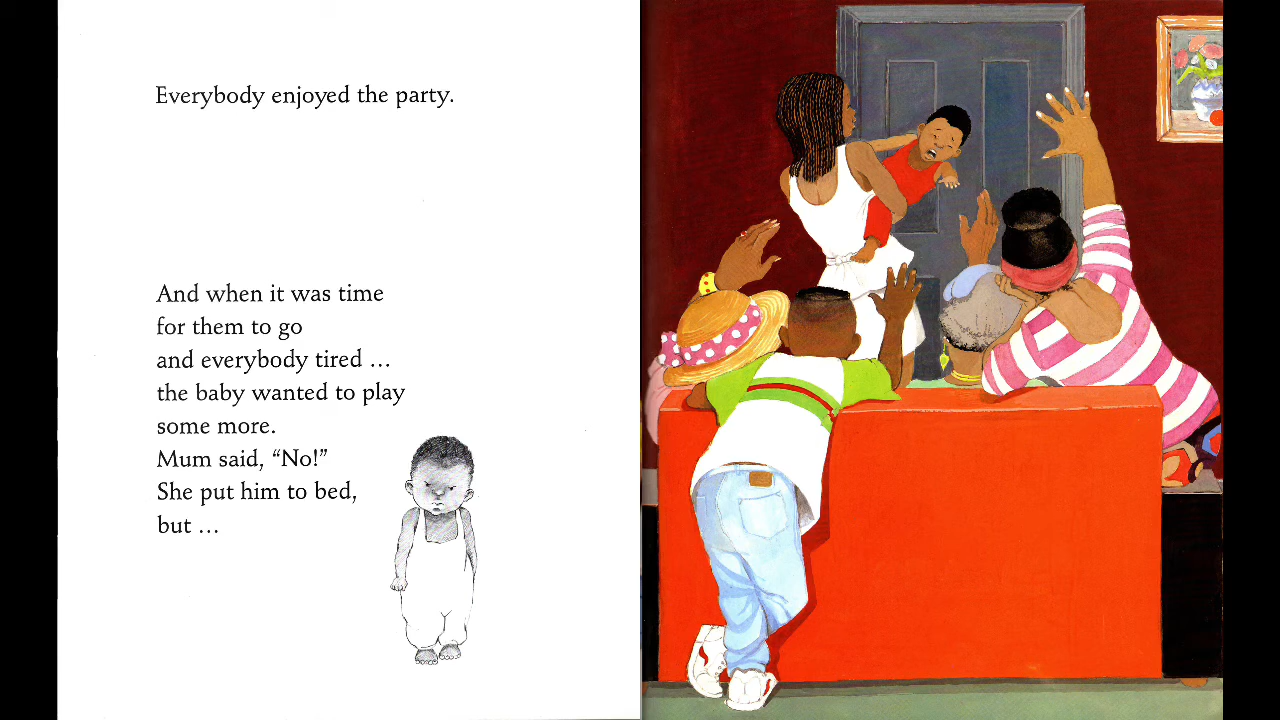 Everybody enjoyed the party.
And when it was time
for them to go
and everybody tired …
the baby wanted to play
some more.
Mum said, “No!”
She put him to bed,
but …